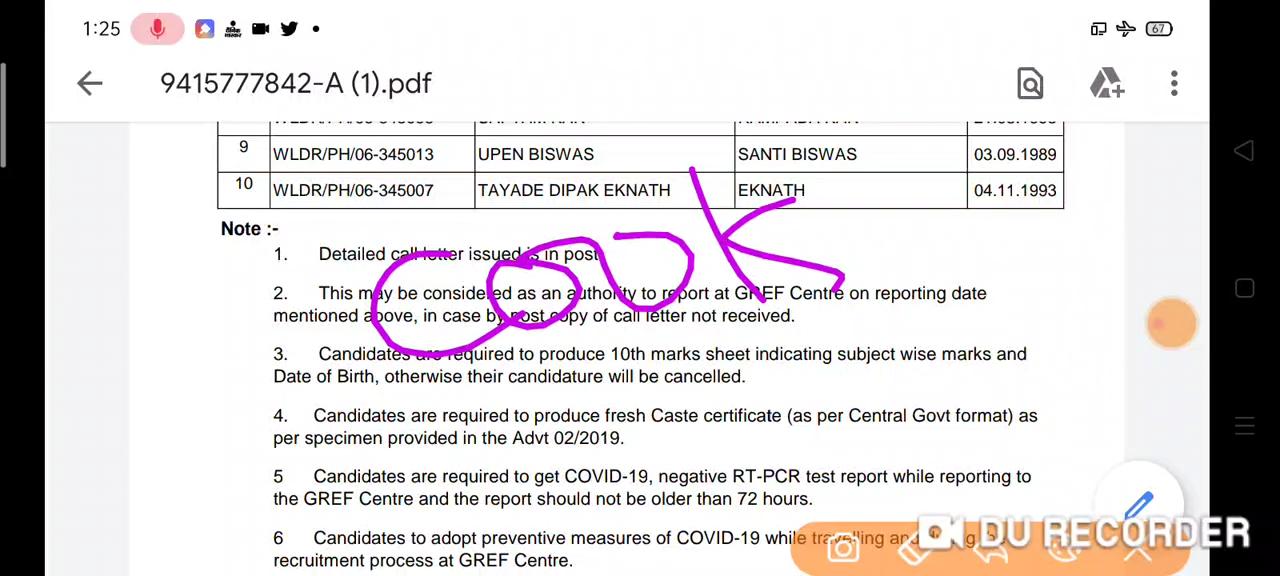 1:25
67
9415777842-A (1).pdf
9 WLDR/PH/06-345013 UPEN BISWAS SANTI BISWAS 03.09.1989
10 WLDR/PH/06-345007 TAYADE DIPAK EKNATH EKNATH 04.11.1993
Note :-
1. Detailed call letter issued is in post
2. This may be considered as an authority to report at GREF Centre on reporting date
mentioned above, in case by post copy of call letter not received.
3. Candidates are required to produce 10th marks sheet indicating subject wise marks and
Date of Birth, otherwise their candidature will be cancelled.
4. Candidates are required to produce fresh Caste certificate (as per Central Govt format) as
per specimen provided in the Advt 02/2019.
5 Candidates are required to get COVID-19, negative RT-PCR test report while reporting to
the GREF Centre and the report should not be older than 72 hours.
6 Candidates to adopt preventive measures of COVID-19 while travelling and
recruitment process at GREF Centre.
DU RECORDER